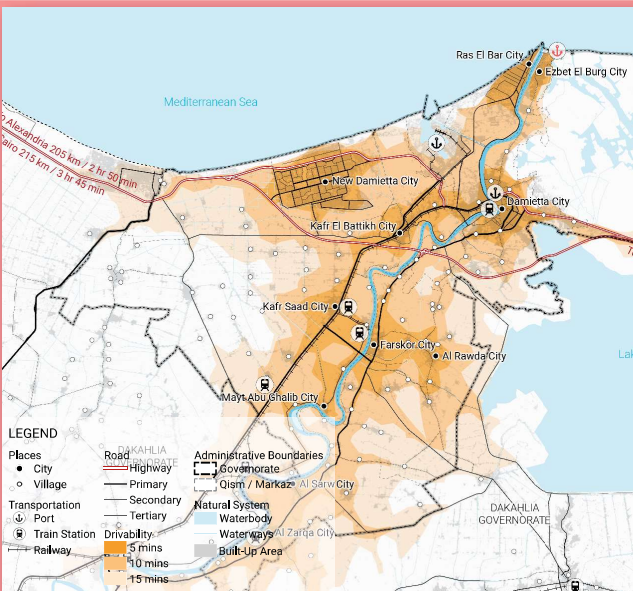 Mediterranean Sea
Ras El Bar City
Ezbet El Burg City
o Alexandria 205 km / 2 hr 50 min
airo 215 km / 3 hr 45 min
New Damietta City
Damietta City
Kafr El Battikh City
Kafr Saad City
Farskor City
Al Rawda City
Mayt Abu Ghalib City
DAKAHLIA
GOVERNORATE
Al Sarw City
Al Zarqa City
DAKAHLIA
GOVERNORATE
LEGEND
Places
City
Village
Transportation
Port
Train Station
Railway
Road
Highway
Primary
Secondary
Tertiary
Drivability
5 mins
10 mins
15 mins
Administrative Boundaries
Governorate
Qism / Markaz
Natural System
Waterbody
Waterways
Built-Up Area